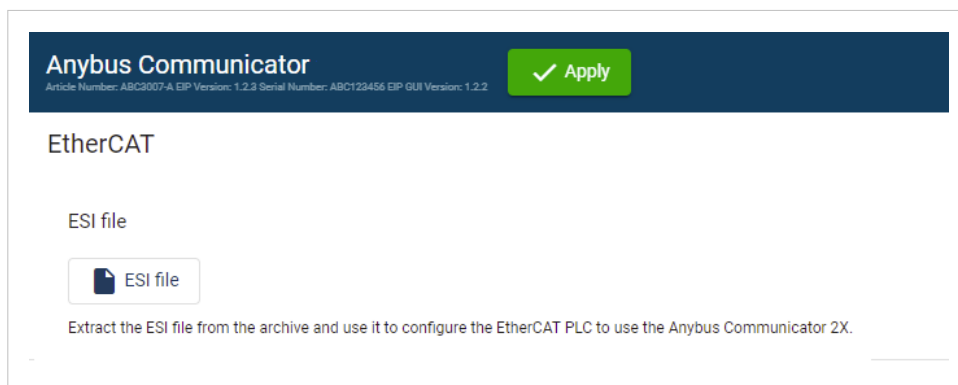 Anybus Communicator
Article Number: ABC3007-A EIP Version: 1.2.3 Serial Number: ABC123456 EIP GUI Version: 1.2.2
Apply
EtherCAT
ESI file
ESI file
Extract the ESI file from the archive and use it to configure the EtherCAT PLC to use the Anybus Communicator 2X.